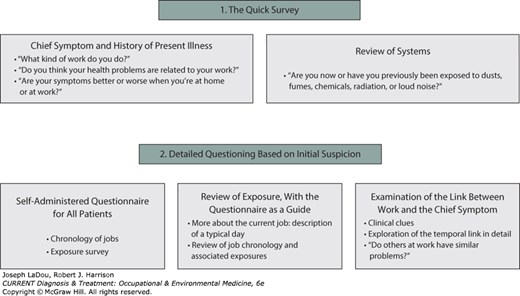 1. The Quick Survey
Chief Symptom and History of Present Illness
• "What kind of work do you do?"
• "Do you think your health problems are related to your work?"
• "Are your symptoms better or worse when you're at home
or at work?"
Review of Systems
• "Are you now or have you previously been exposed to dusts,
fumes, chemicals, radiation, or loud noise?"
2. Detailed Questioning Based on Initial Suspicion
Self-Administered Questionnaire
for All Patients
• Chronology of jobs
• Exposure survey
Review of Exposure, With the
Questionnaire as a Guide
• More about the current job: description
of a typical day
• Review of job chronology and
associated exposures
Examination of the Link Between
Work and the Chief Symptom
• Clinical clues
• Exploration of the temporal link in detail
• "Do others at work have similar
problems?"
Joseph LaDou, Robert J. Harrison
CURRENT Diagnosis & Treatment: Occupational & Environmental Medicine, 6e
Copyright © McGraw Hill. All rights reserved.